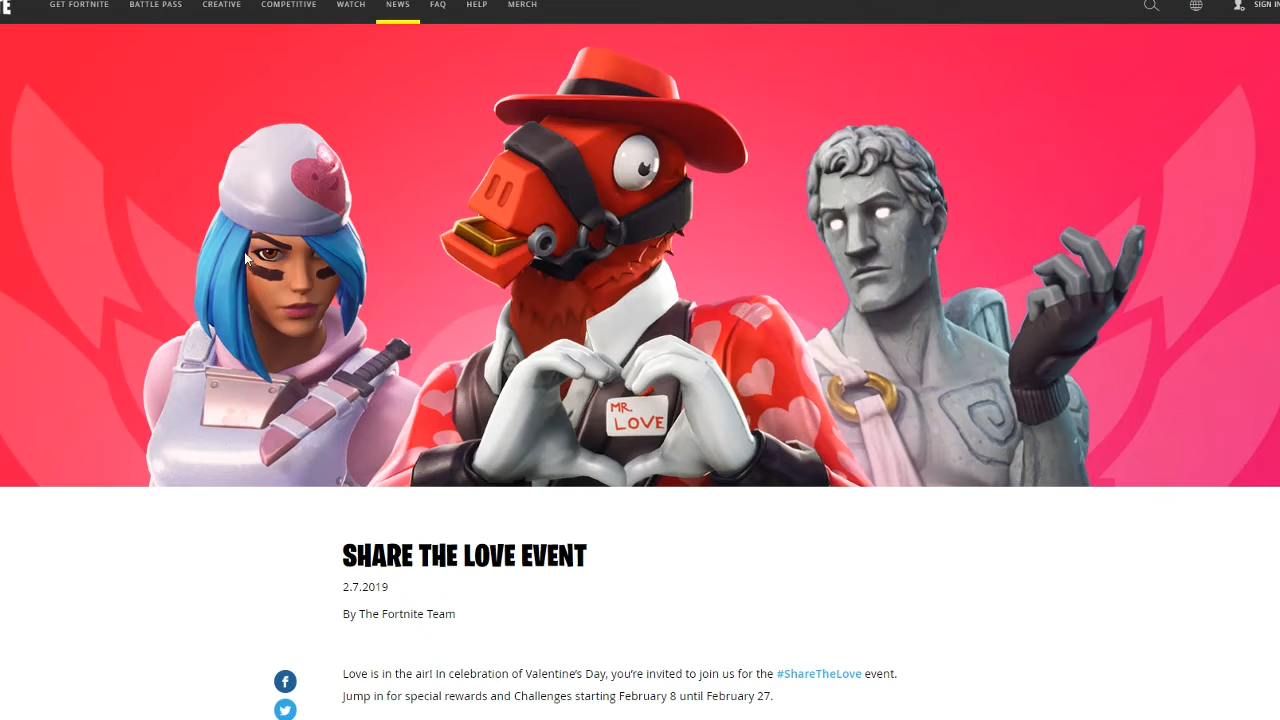 GET FORTNITE BATTLE PASS CREATIVE COMPETITIVE WATCH NEWS FAQ HELP MERCH
MR.
LOVE
SHARE THE LOVE EVENT
2.7.2019
By The Fortnite Team
Love is in the air! In celebration of Valentine's Day, you're invited to join us for the #ShareTheLove event.
Jump in for special rewards and Challenges starting February 8 until February 27.